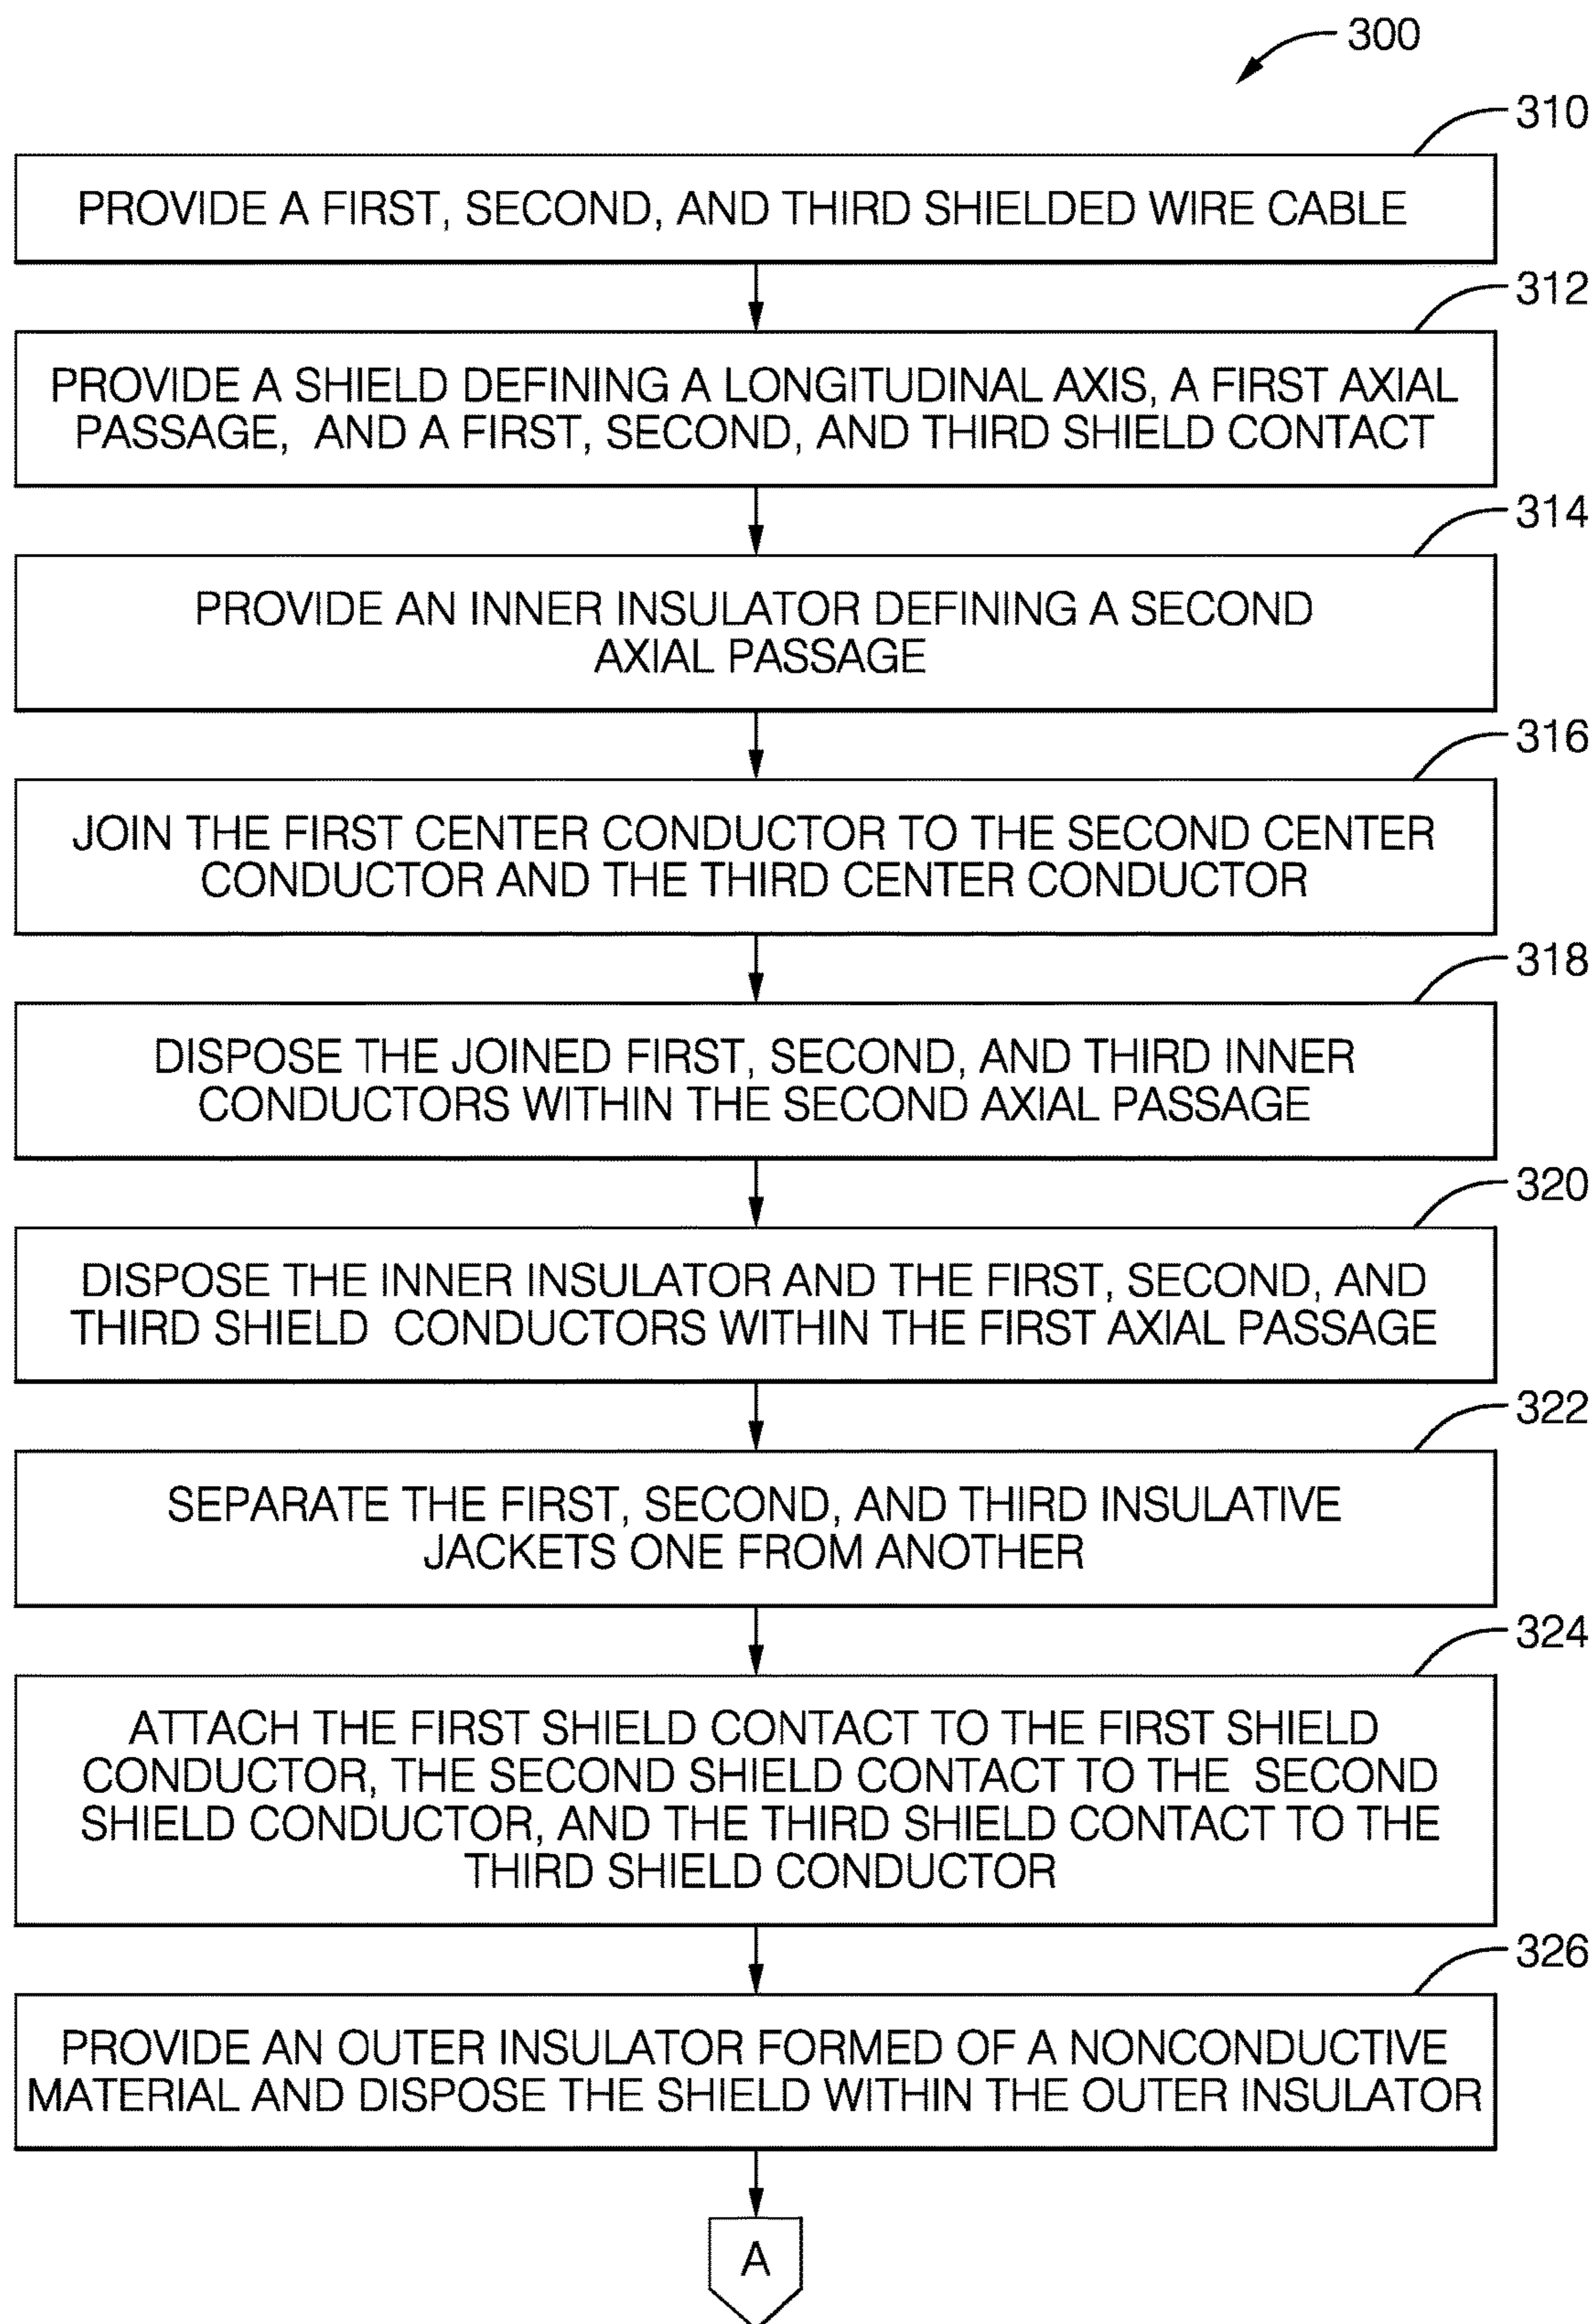 300
310
PROVIDE A FIRST, SECOND, AND THIRD SHIELDED WIRE CABLE
312
PROVIDE A SHIELD DEFINING A LONGITUDINAL AXIS, A FIRST AXIAL
PASSAGE, AND A FIRST, SECOND, AND THIRD SHIELD CONTACT
314
PROVIDE AN INNER INSULATOR DEFINING A SECOND
AXIAL PASSAGE
316
JOIN THE FIRST CENTER CONDUCTOR TO THE SECOND CENTER
CONDUCTOR AND THE THIRD CENTER CONDUCTOR
318
DISPOSE THE JOINED FIRST, SECOND, AND THIRD INNER
CONDUCTORS WITHIN THE SECOND AXIAL PASSAGE
320
DISPOSE THE INNER INSULATOR AND THE FIRST, SECOND, AND
THIRD SHIELD CONDUCTORS WITHIN THE FIRST AXIAL PASSAGE
322
SEPARATE THE FIRST, SECOND, AND THIRD INSULATIVE
JACKETS ONE FROM ANOTHER
324
ATTACH THE FIRST SHIELD CONTACT TO THE FIRST SHIELD
CONDUCTOR, THE SECOND SHIELD CONTACT TO THE SECOND
SHIELD CONDUCTOR, AND THE THIRD SHIELD CONTACT TO THE
THIRD SHIELD CONDUCTOR
326
PROVIDE AN OUTER INSULATOR FORMED OF A NONCONDUCTIVE
MATERIAL AND DISPOSE THE SHIELD WITHIN THE OUTER INSULATOR
A